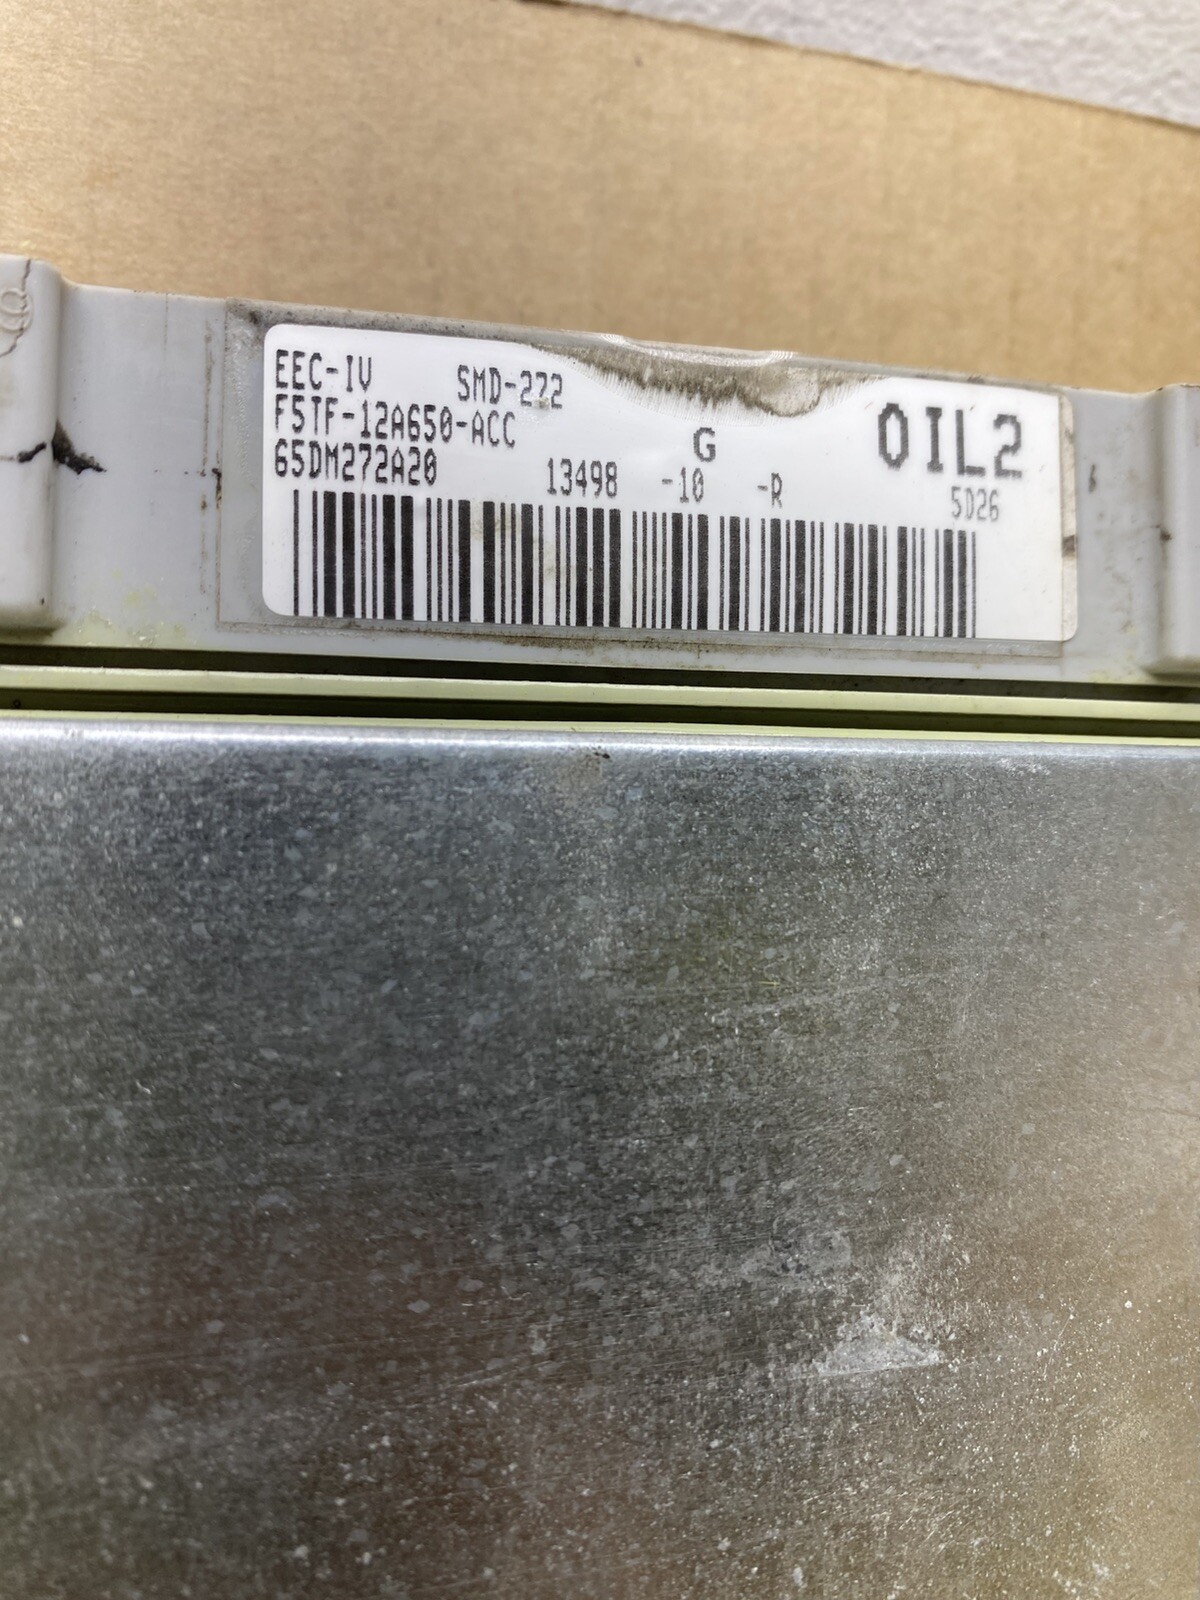 EEC-IV SMD-272
F5TF-12A650-ACC
G
OIL2
65DM272A20 13498 -10 -R
5D26